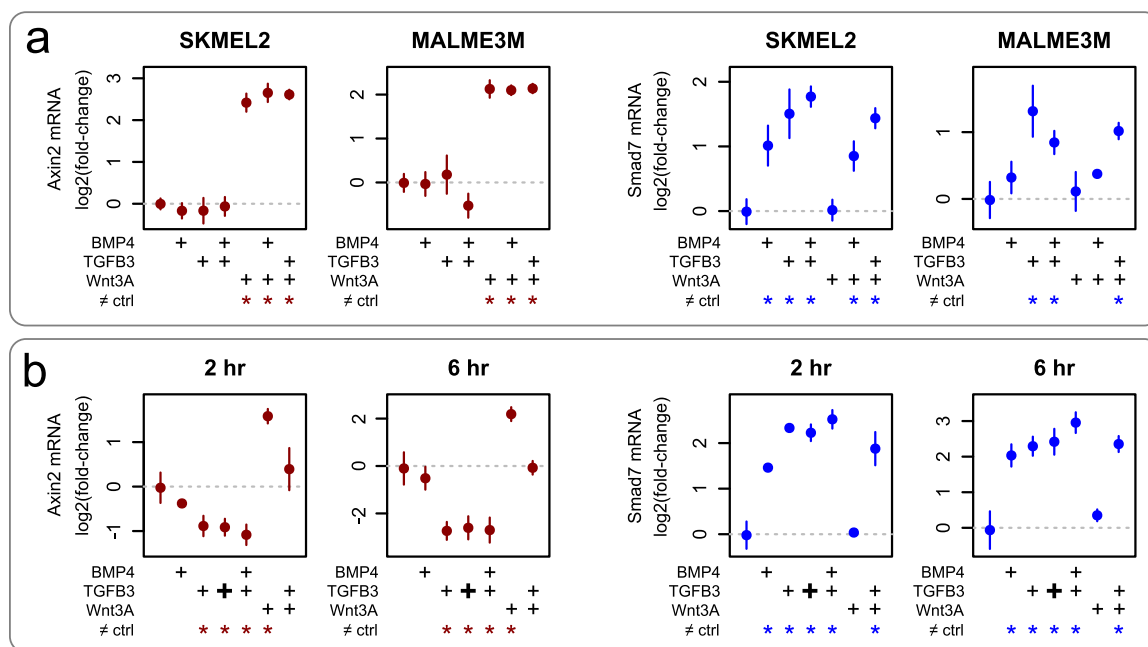 a
SKMEL2 MALME3M SKMEL2 MALME3M
Axin2 mRNA
log2(fold-change)
3
2
1
0
2
1
0
Smad7 mRNA
log2(fold-change)
2
1
0
1
0
BMP4 + + + + BMP4 + + + +
+ + + +
TGFB3 + + + + + + TGFB3 + + + + + +
Wnt3A + + + + + + Wnt3A + + + + + +
≠ ctrl * * * * * * ≠ ctrl * * * * * * * *
b
2 hr 6 hr 2 hr 6 hr
Axin2 mRNA
log2(fold-change)
1
0
-1
2
0
-2
Smad7 mRNA
log2(fold-change)
2
1
0
3
2
1
0
BMP4 + + + + BMP4 + + + +
TGFB3 + + + + + + + + TGFB3 + + + + + + + +
Wnt3A + + + + Wnt3A + + + +
≠ ctrl * * * * * * * * ≠ ctrl * * * * * * * * * *